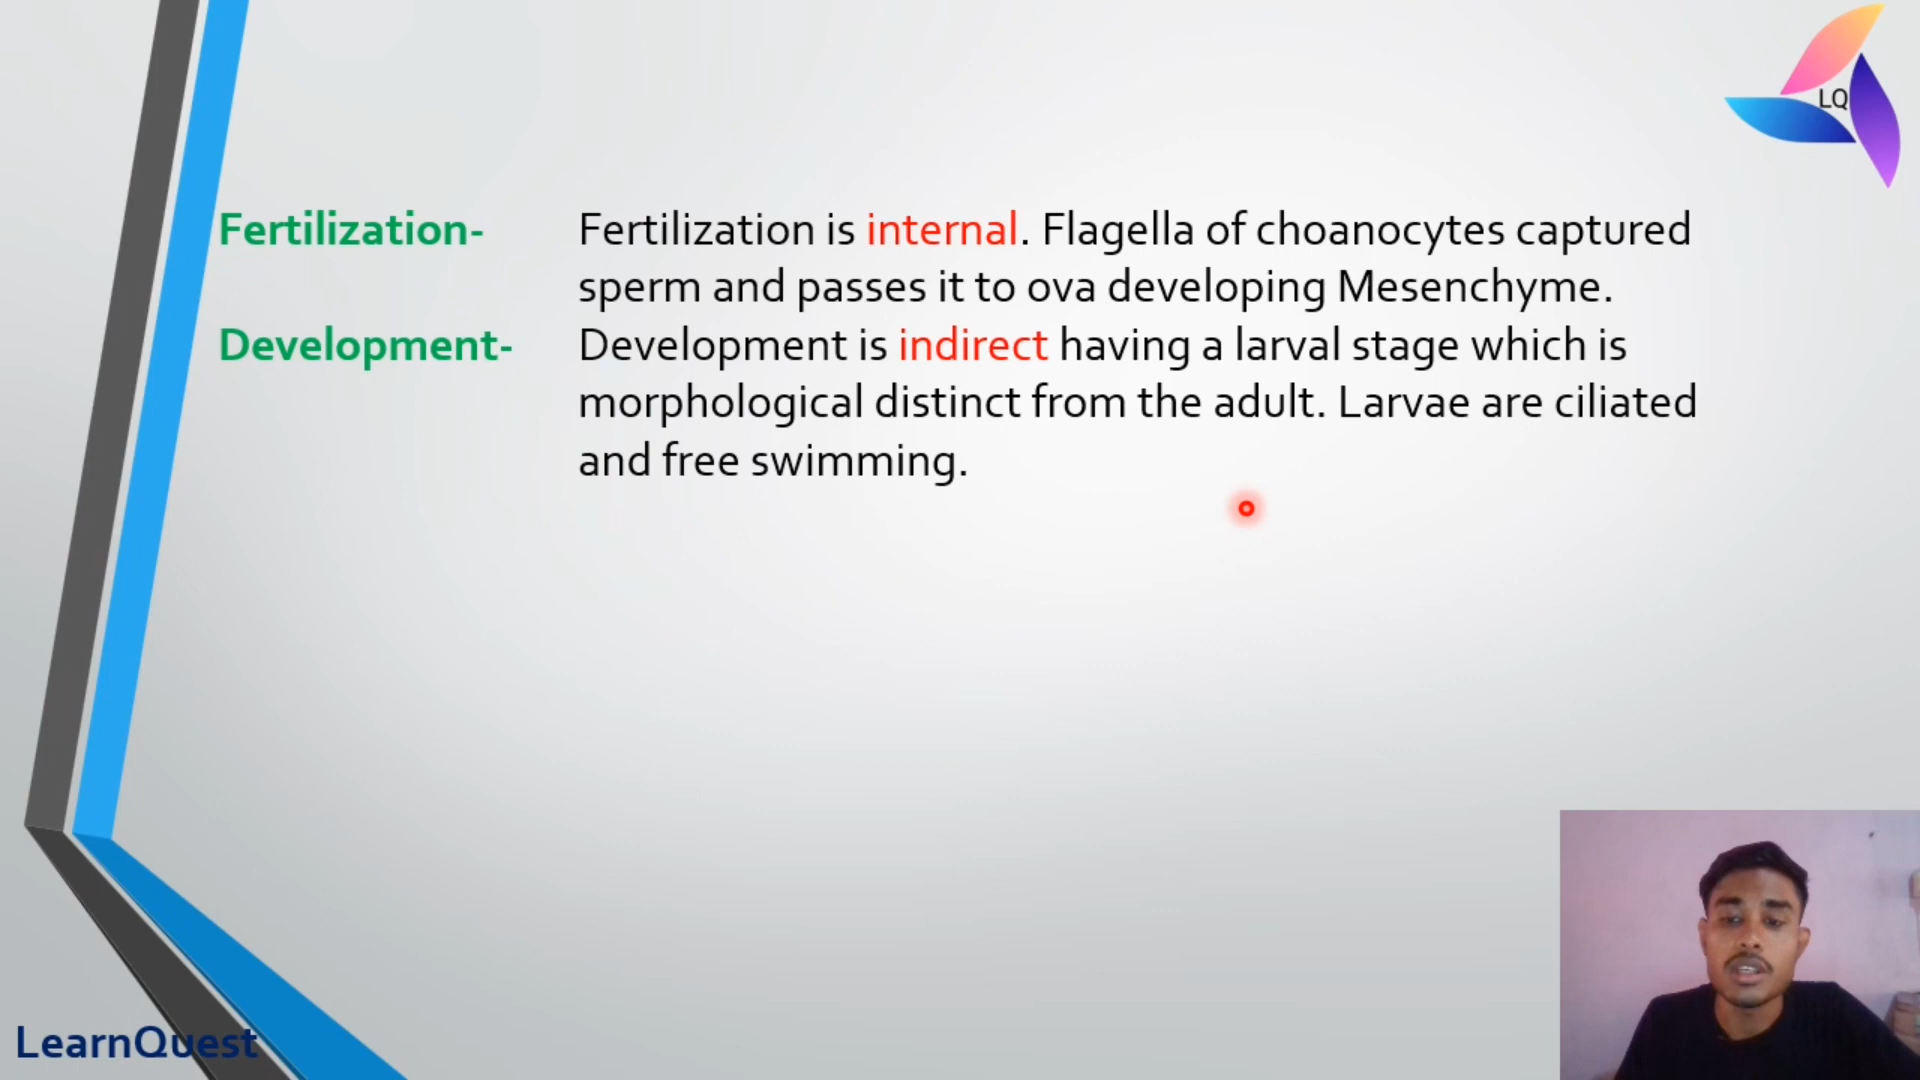 LQ
Fertilization- Fertilization is internal. Flagella of choanocytes captured
sperm and passes it to ova developing Mesenchyme.
Development- Development is indirect having a larval stage which is
morphological distinct from the adult. Larvae are ciliated
and free swimming.
LearnQuest